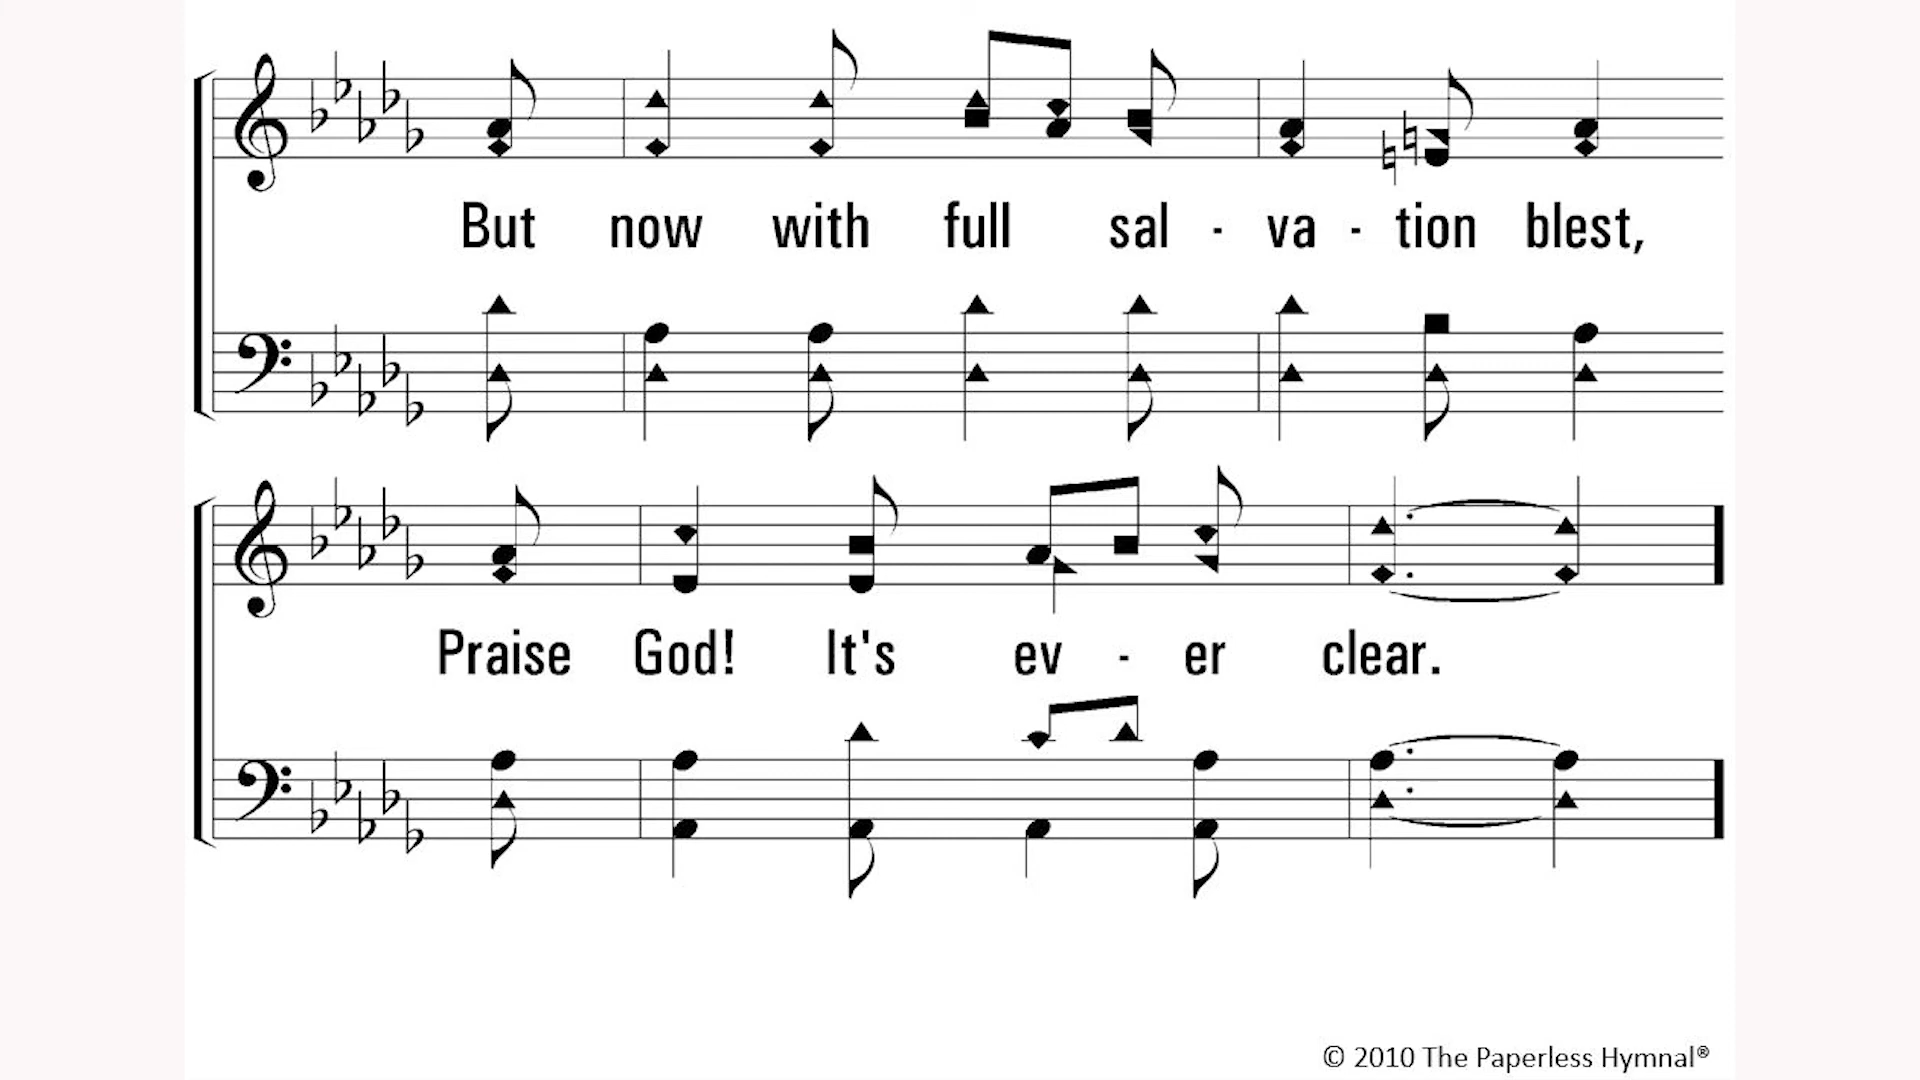 But now with full sal - va - tion blest,
Praise God! It's ev - er clear.
© 2010 The Paperless Hymnal®